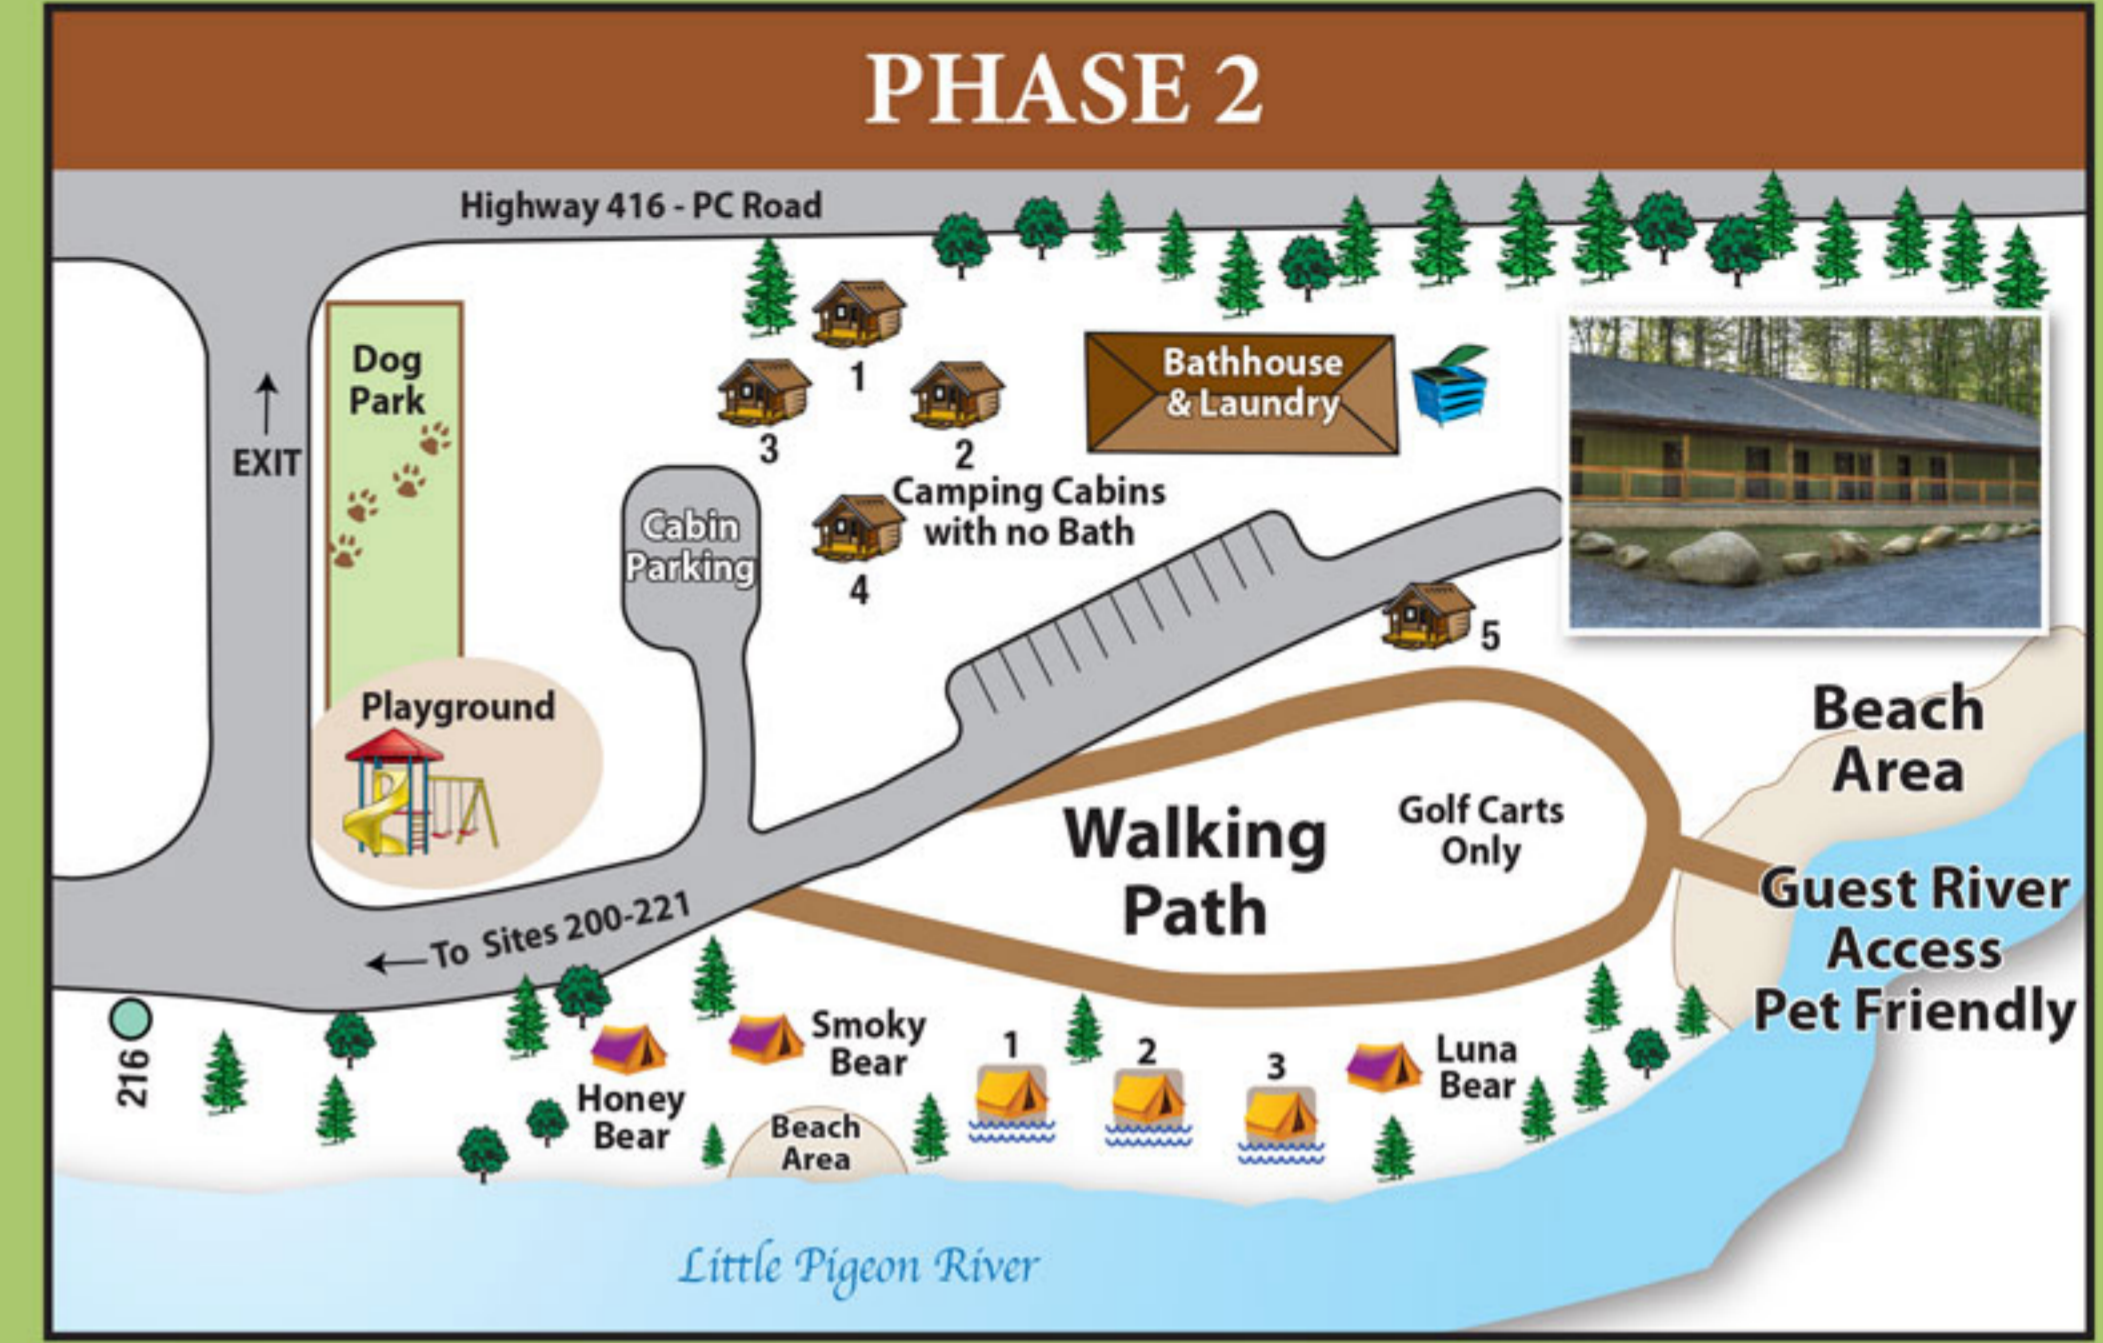 PHASE 2
Highway 416 - PC Road
Dog
Park
EXIT
1
3
2
Bathhouse
& Laundry
Camping Cabins
with no Bath
Cabin
Parking
4
5
Playground
Beach
Area
Walking
Path
Golf Carts
Only
Guest River
Access
Pet Friendly
To Sites 200-221
216
Smoky
Bear
Honey
Bear
1
2
3
Luna
Bear
Beach
Area
Little Pigeon River